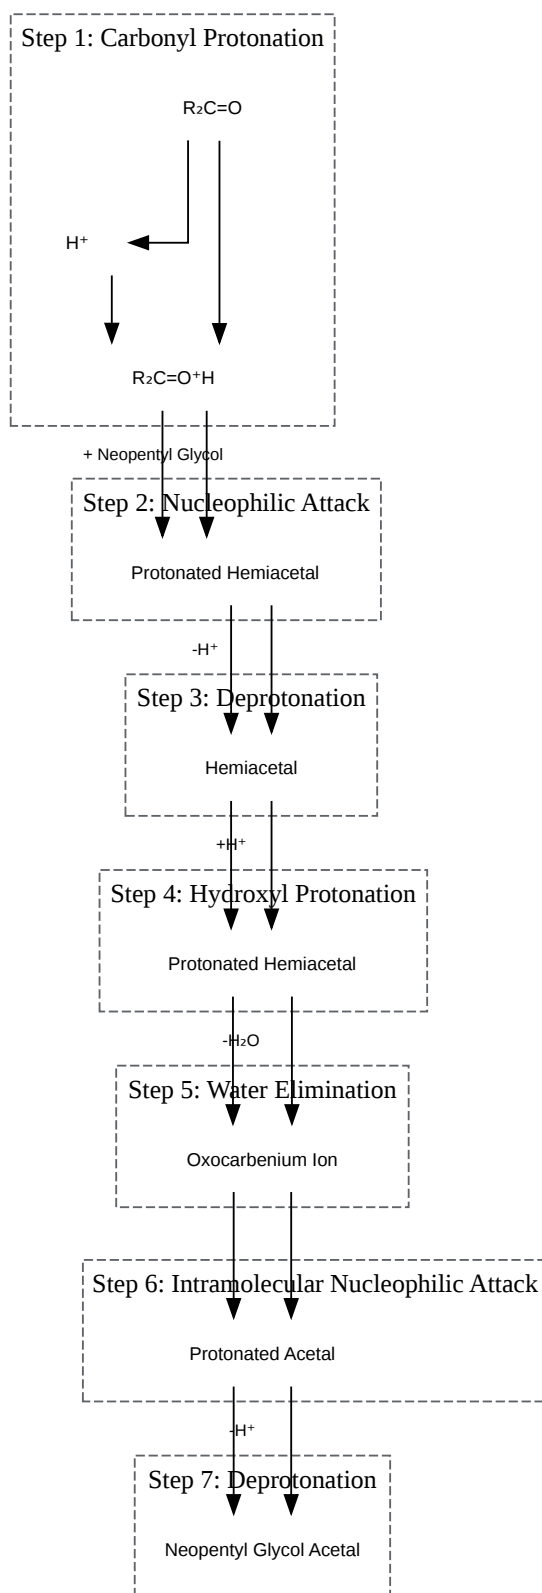 Step 1: Carbonyl Protonation
R₂C=O
H⁺
R₂C=O⁺H
+ Neopentyl Glycol
Step 2: Nucleophilic Attack
Protonated Hemiacetal
-H⁺
Step 3: Deprotonation
Hemiacetal
+H⁺
Step 4: Hydroxyl Protonation
Protonated Hemiacetal
-H₂O
Step 5: Water Elimination
Oxocarbenium Ion
Step 6: Intramolecular Nucleophilic Attack
Protonated Acetal
-H⁺
Step 7: Deprotonation
Neopentyl Glycol Acetal